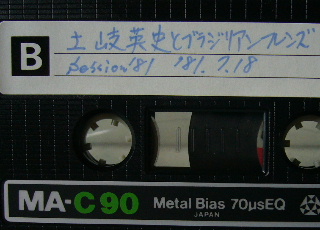 B
土岐英史とブラジリアンフレンズ
Session'81 '81.7.18
MA-C90 Metal Bias 70μsEQ
JAPAN